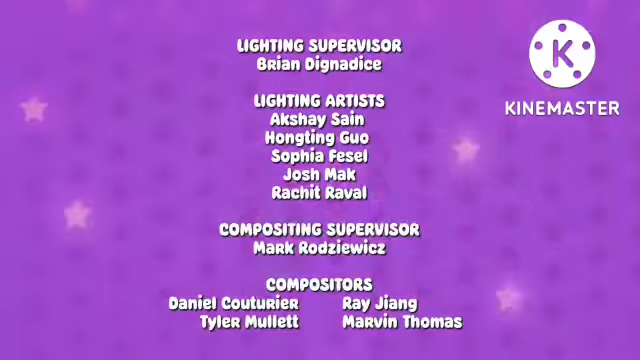 LIGHTING SUPERVISOR
Brian Dignadice
LIGHTING ARTISTS
Akshay Sain
Hongting Guo
Sophia Fesel
Josh Mak
Rachit Raval
COMPOSITING SUPERVISOR
Mark Rodziewicz
COMPOSITORS
Daniel Couturier Ray Jiang
Tyler Mullett Marvin Thomas
K
KINEMASTER